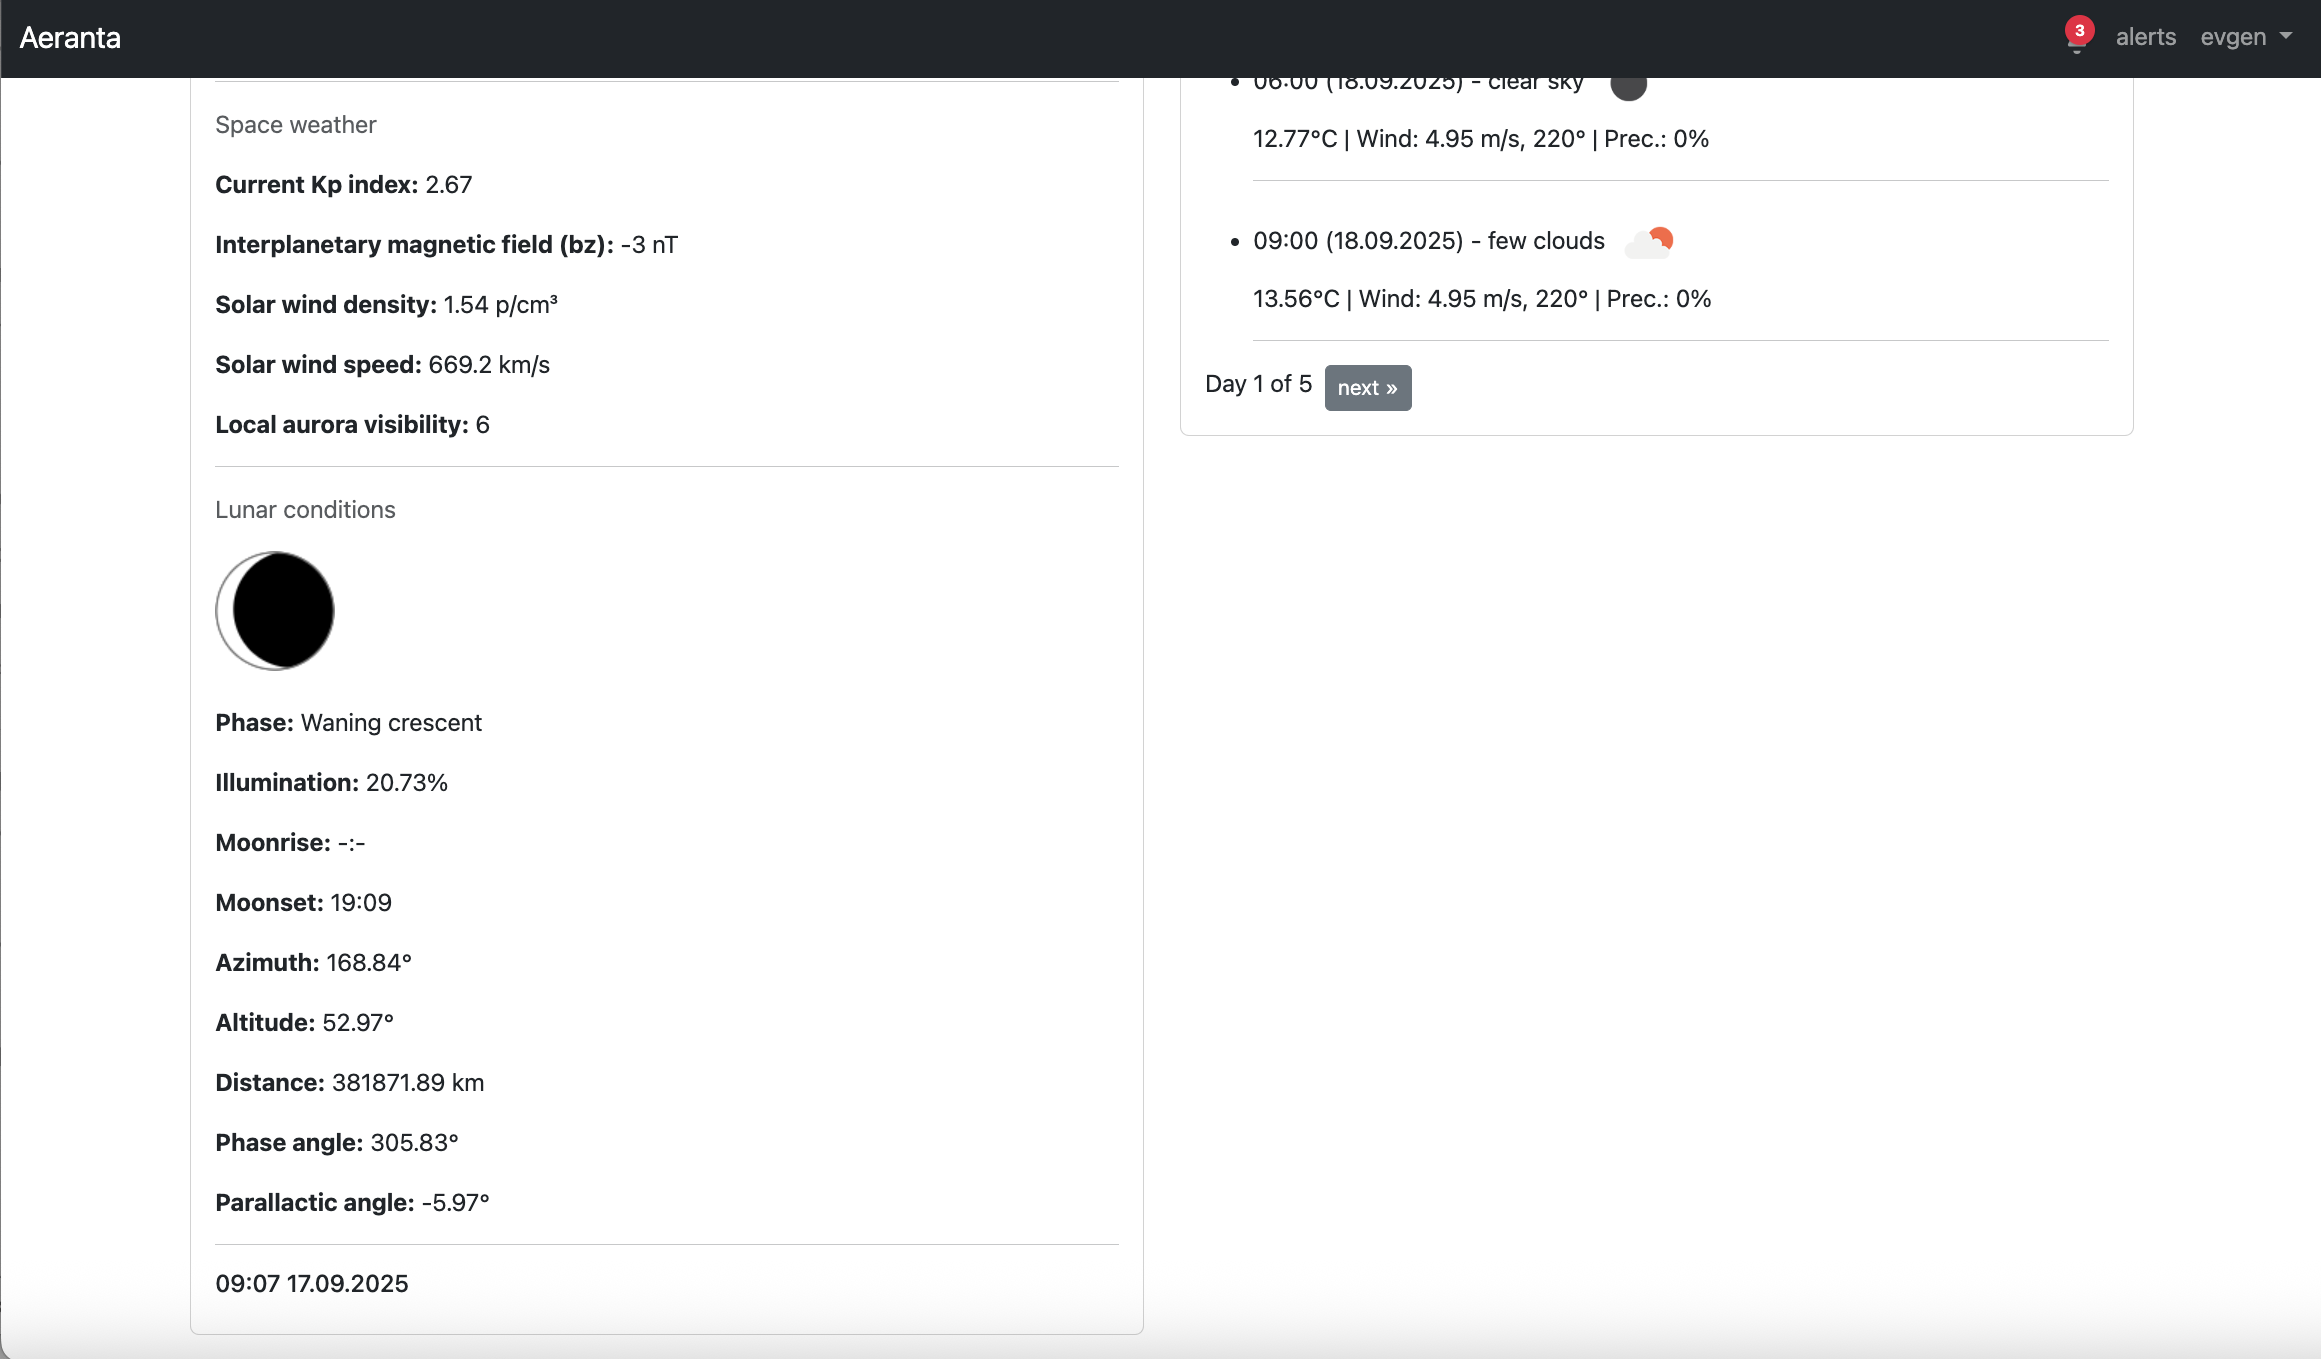 Aeranta
3 alerts evgen
Space weather
Current Kp index: 2.67
Interplanetary magnetic field (bz): -3 nT
Solar wind density: 1.54 p/cm³
Solar wind speed: 669.2 km/s
Local aurora visibility: 6
Lunar conditions
Phase: Waning crescent
Illumination: 20.73%
Moonrise: -:-
Moonset: 19:09
Azimuth: 168.84°
Altitude: 52.97°
Distance: 381871.89 km
Phase angle: 305.83°
Parallactic angle: -5.97°
09:07 17.09.2025
• 06:00 (18.09.2025) - clear sky
12.77°C | Wind: 4.95 m/s, 220° | Prec.: 0%
• 09:00 (18.09.2025) - few clouds
13.56°C | Wind: 4.95 m/s, 220° | Prec.: 0%
Day 1 of 5 next »